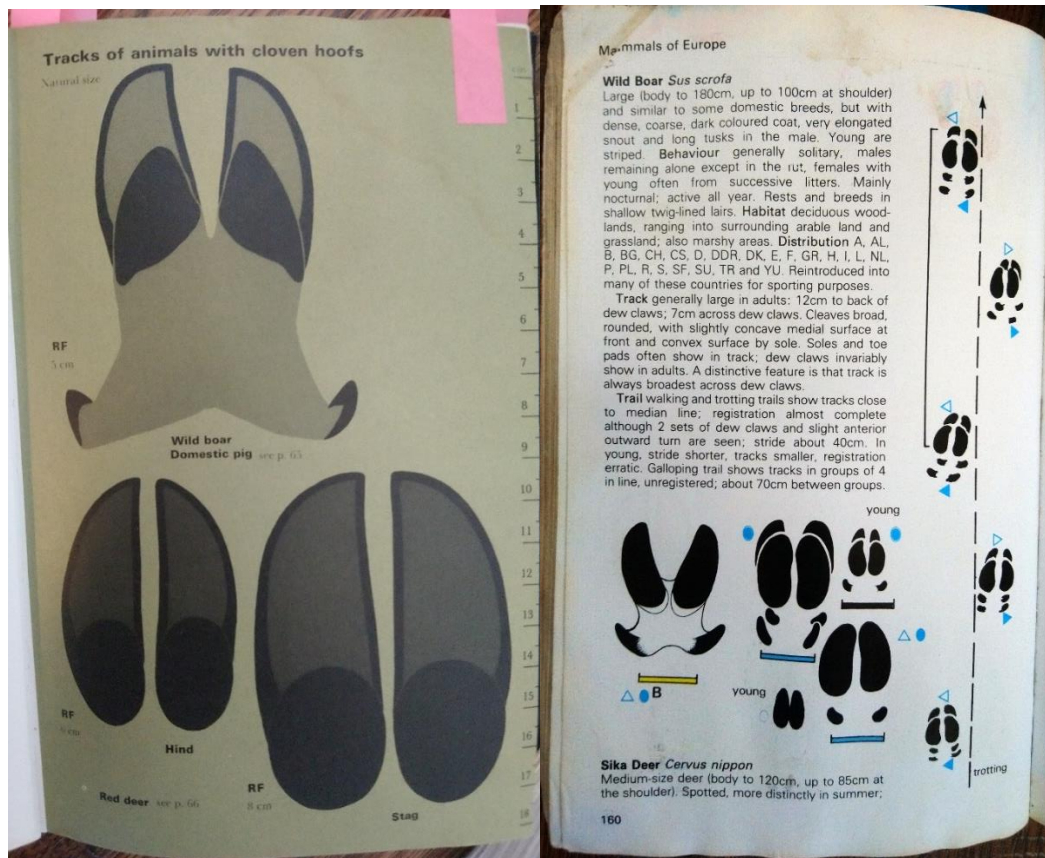 Tracks of animals with cloven hoofs
Natural size
1
2
3
4
5
6
7
8
9
10
11
12
13
14
15
16
17
18
RF
5 cm
Wild boar
Domestic pig see p. 65
RF
6 cm
Hind
Red deer see p. 66
RF
8 cm
Stag
Mammals of Europe
Wild Boar Sus scrofa
Large (body to 180cm, up to 100cm at shoulder)
and similar to some domestic breeds, but with
dense, coarse, dark coloured coat, very elongated
snout and long tusks in the male. Young are
striped. Behaviour generally solitary, males
remaining alone except in the rut, females with
young often from successive litters. Mainly
nocturnal; active all year. Rests and breeds in
shallow twig-lined lairs. Habitat deciduous wood-
lands, ranging into surrounding arable land and
grassland; also marshy areas. Distribution A, AL,
B, BG, CH, CS, D, DDR, DK, E, F, GR, H, I, L, NL,
P, PL, R, S, SF, SU, TR and YU. Reintroduced into
many of these countries for sporting purposes.
Track generally large in adults: 12cm to back of
dew claws; 7cm across dew claws. Cleaves broad,
rounded, with slightly concave medial surface at
front and convex surface by sole. Soles and toe
pads often show in track; dew claws invariably
show in adults. A distinctive feature is that track is
always broadest across dew claws.
Trail walking and trotting trails show tracks close
to median line; registration almost complete
although 2 sets of dew claws and slight anterior
outward turn are seen; stride about 40cm. In
young, stride shorter, tracks smaller, registration
erratic. Galloping trail shows tracks in groups of 4
in line, unregistered; about 70cm between groups.
young
B
young
trotting
Sika Deer Cervus nippon
Medium-size deer (body to 120cm, up to 85cm at
the shoulder). Spotted, more distinctly in summer;
160